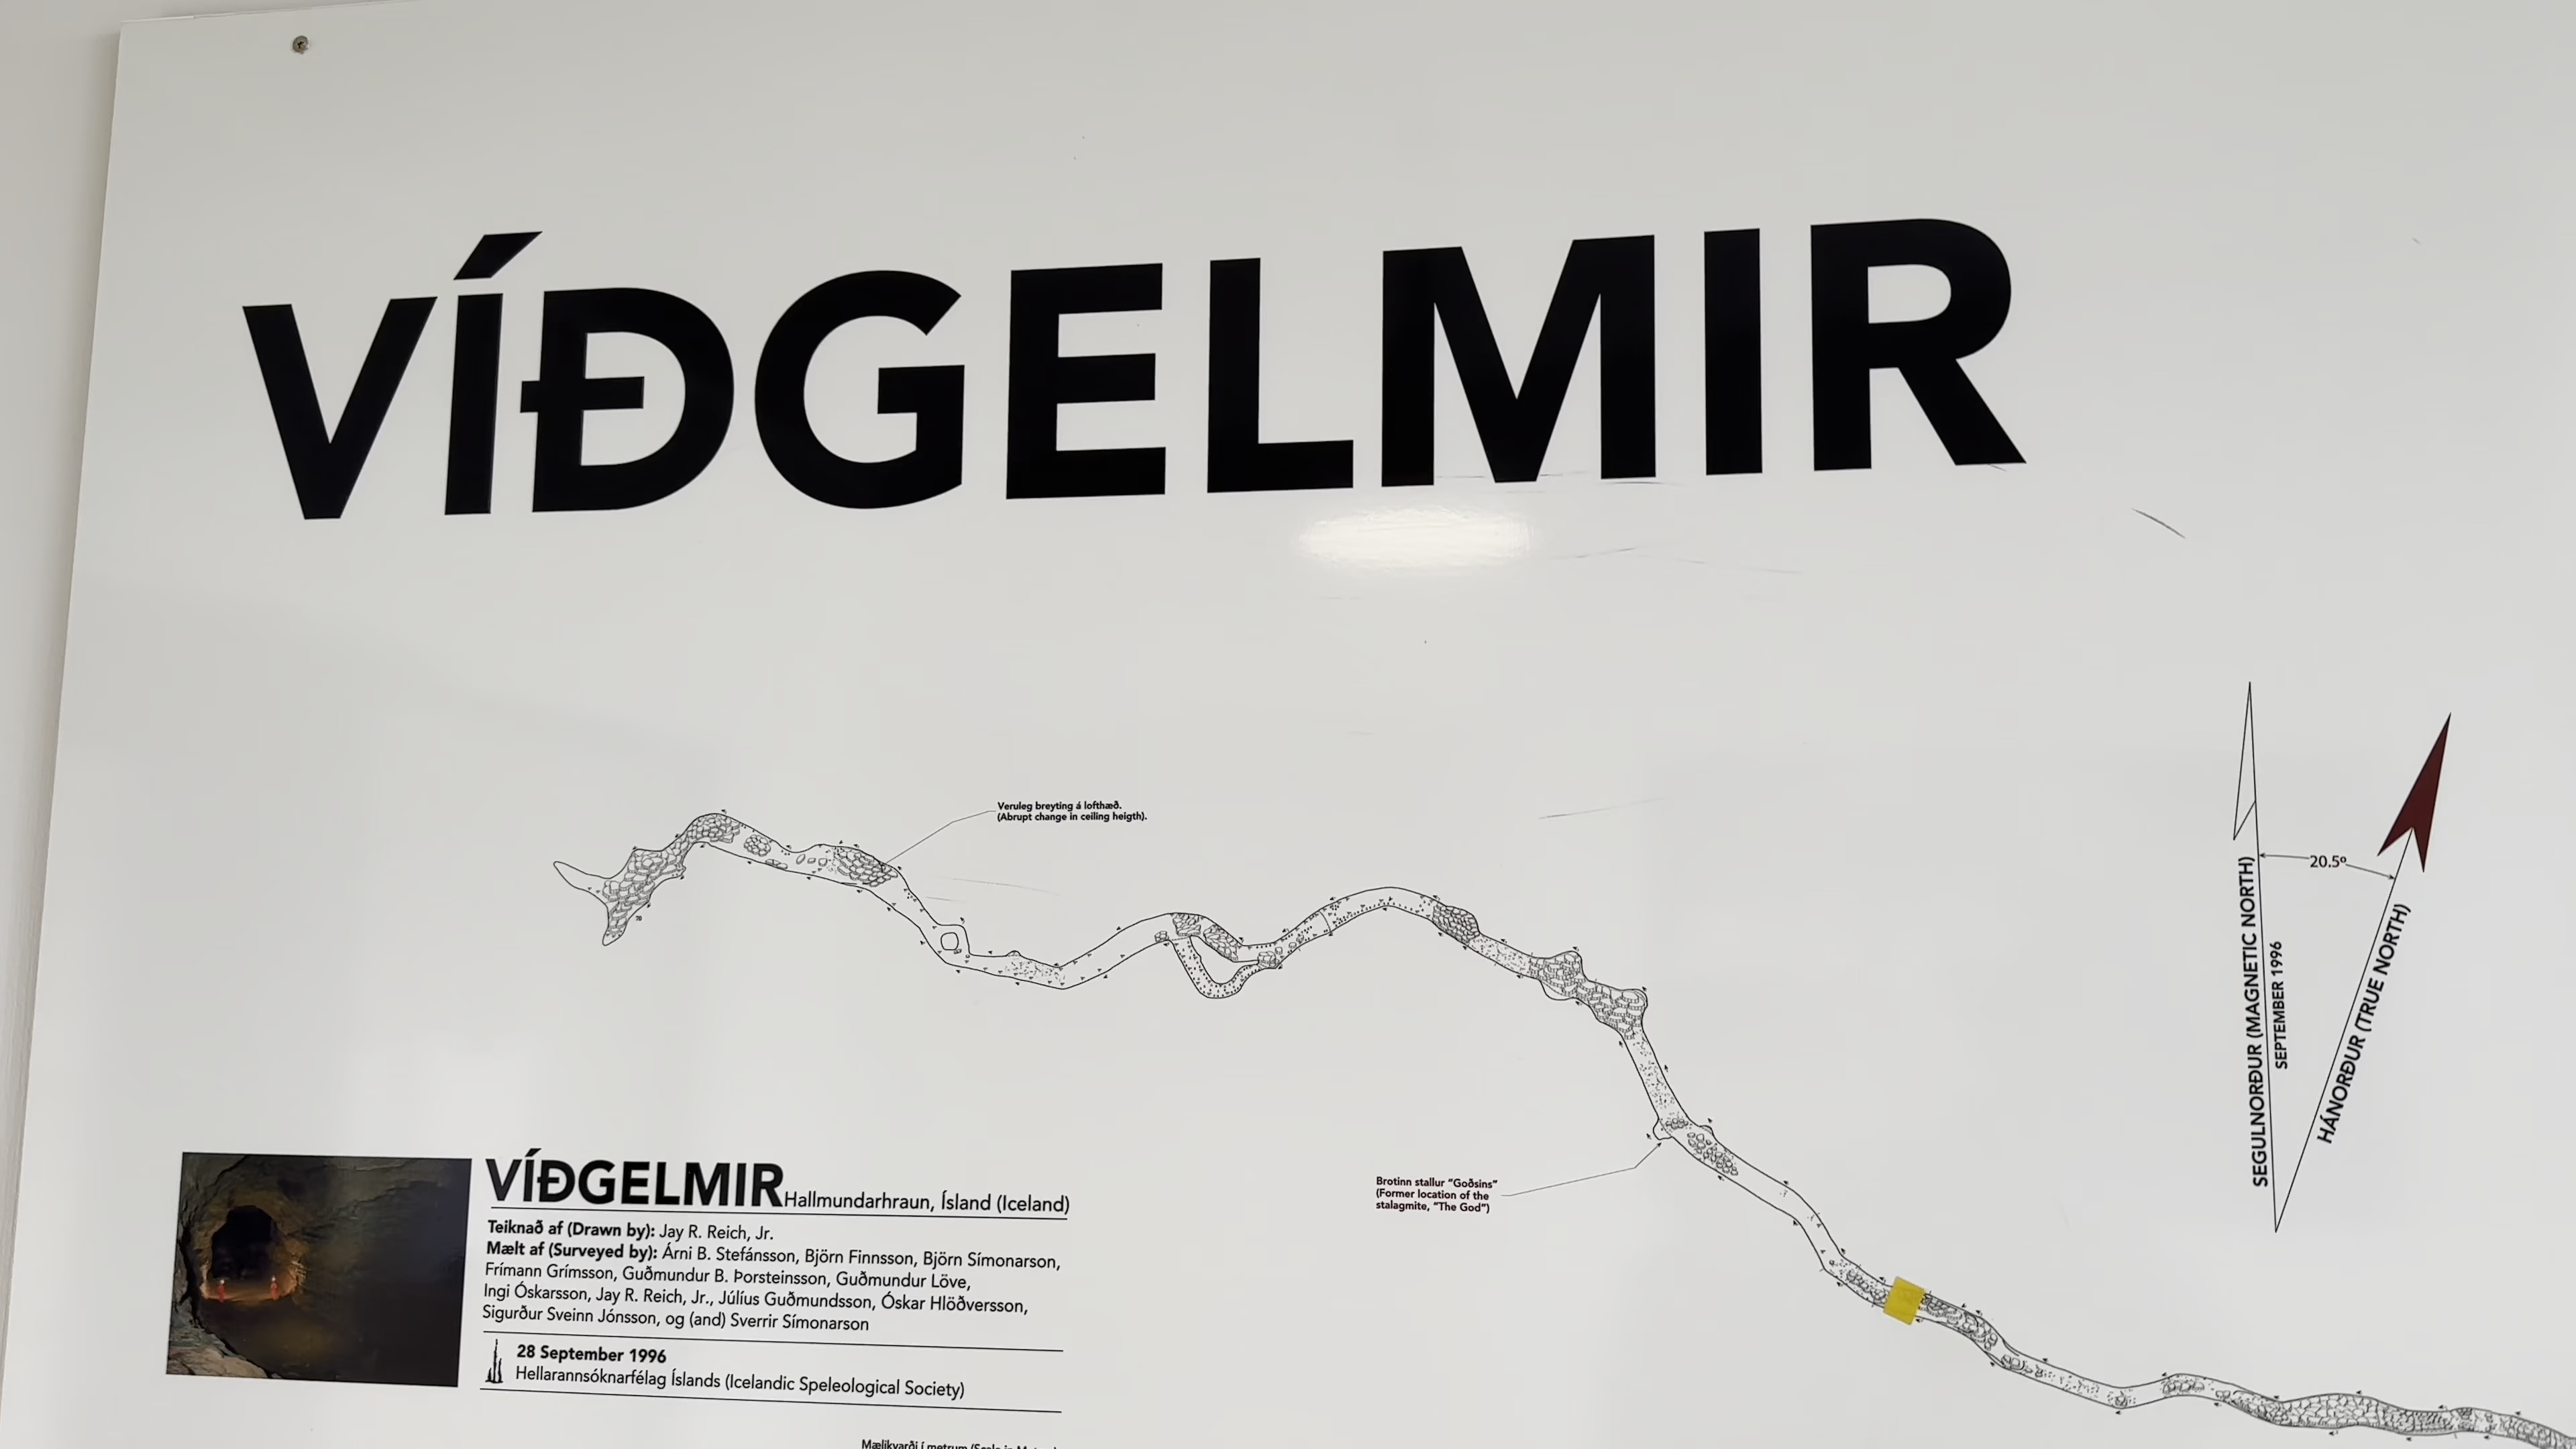 VÍÐGELMIR
Veruleg breyting á lofthæð.
(Abrupt change in ceiling heigth).
20.5º
SEGULNORÐUR (MAGNETIC NORTH)
SEPTEMBER 1996
HÁNORÐUR (TRUE NORTH)
Brotinn stallur “Goðsins”
(Former location of the
stalagmite, “The God”)
VÍÐGELMIR Hallmundarhraun, Ísland (Iceland)
Teiknað af (Drawn by): Jay R. Reich, Jr.
Mælt af (Surveyed by): Árni B. Stefánsson, Björn Finnsson, Björn Símonarson,
Frímann Grímsson, Guðmundur B. Þorsteinsson, Guðmundur Löve,
Ingi Óskarsson, Jay R. Reich, Jr., Júlíus Guðmundsson, Óskar Hlöðversson,
Sigurður Sveinn Jónsson, og (and) Sverrir Símonarson
28 September 1996
Hellarannsóknarfélag Íslands (Icelandic Speleological Society)
Mælikvarði í metrum (Scale in